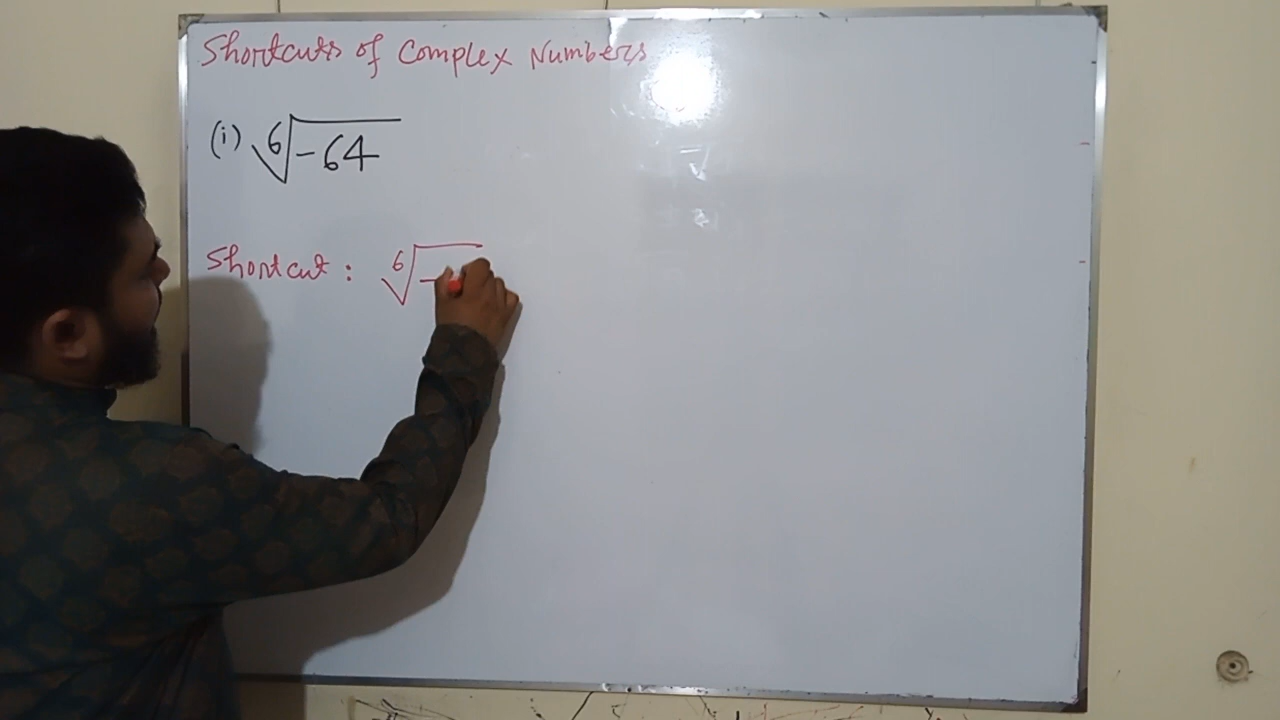 Shortcuts of Complex Numbers
(i) ⁶√-64
Shortcut : ⁶√-